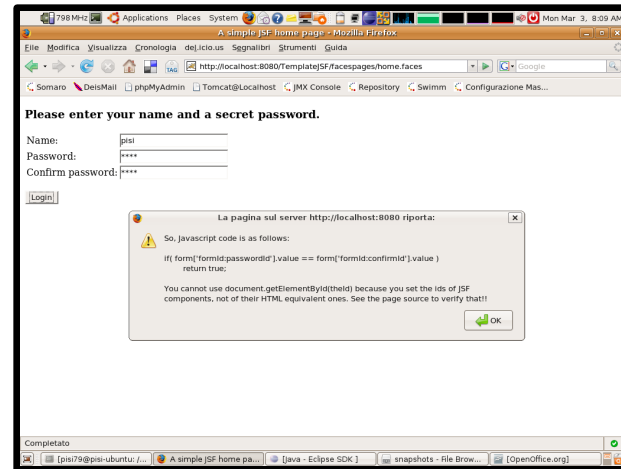 798 MHz Applications Places System Mon Mar 3, 8:09 AM
A simple JSF home page - Mozilla Firefox
File Modifica Visualizza Cronologia del.icio.us Segnalibri Strumenti Guida
TAG http://localhost:8080/TemplateJSF/facespages/home.faces Google
Somaro DeisMail phpMyAdmin Tomcat@Localhost JMX Console Repository Swimm Configurazione Mas...
Please enter your name and a secret password.
Name: pisi
Password: ****
Confirm password: ****
Login
La pagina sul server http://localhost:8080 riporta:
So, Javascript code is as follows:
if( form['formId:passwordId'].value == form['formId:confirmId'].value )
return true;
You cannot use document.getElementById(theId) because you set the ids of JSF
components, not of their HTML equivalent ones. See the page source to verify that!!
OK
Completato
[pisi79@pisi-ubuntu: /... A simple JSF home pa... [Java - Eclipse SDK ] snapshots - File Brow... [OpenOffice.org]